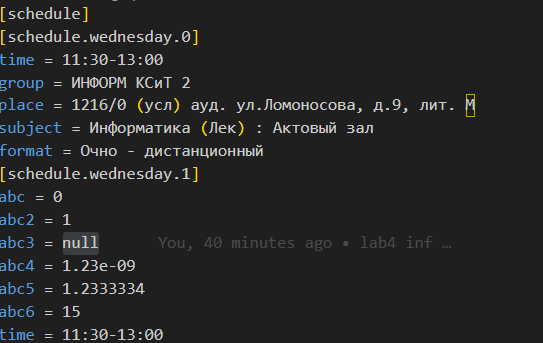 [schedule]
[schedule.wednesday.0]
time = 11:30-13:00
group = ИНФОРМ КСиТ 2
place = 1216/0 (усл) ауд. ул.Ломоносова, д.9, лит. М
subject = Информатика (Лек) : Актовый зал
format = Очно - дистанционный
[schedule.wednesday.1]
abc = 0
abc2 = 1
abc3 = null You, 40 minutes ago • lab4 inf …
abc4 = 1.23e-09
abc5 = 1.2333334
abc6 = 15
time = 11:30-13:00